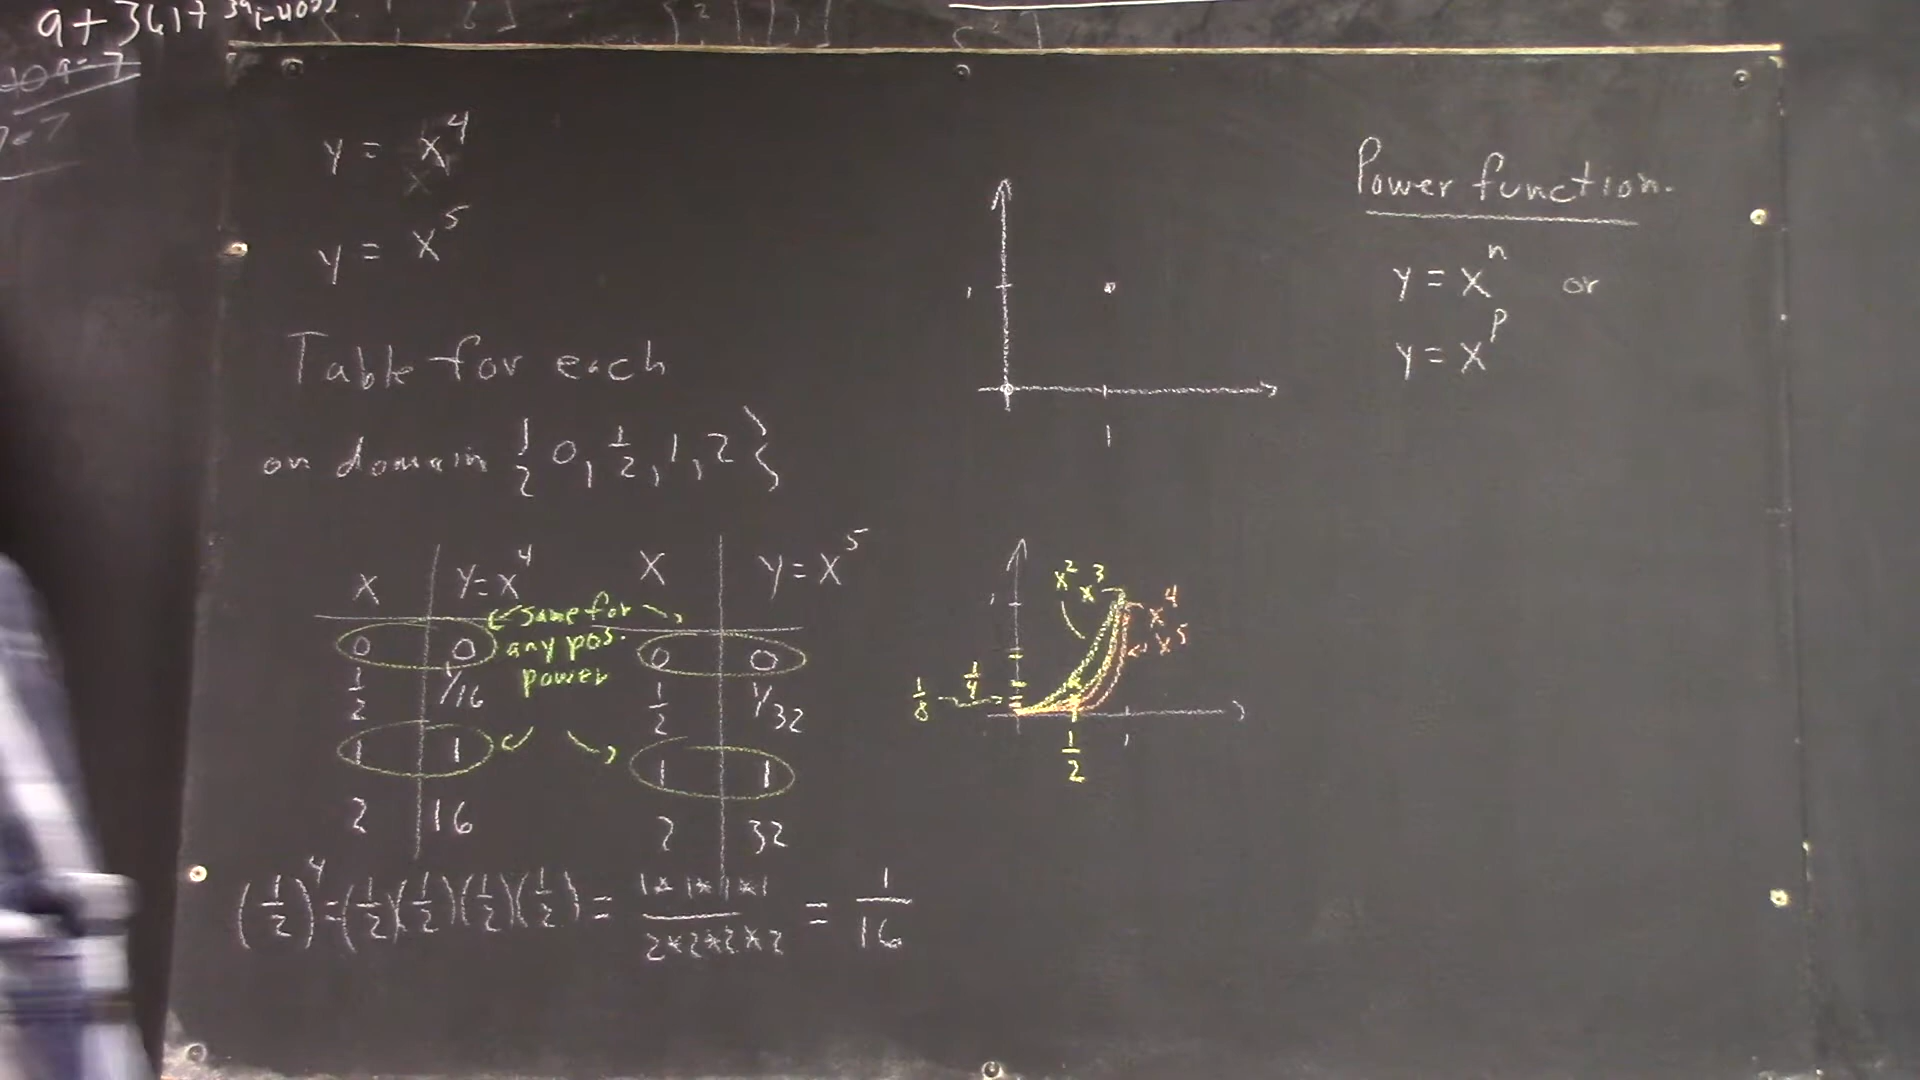 y = x^4
y = x^5
Table for each
on domain { 0, 1/2, 1, 2 }
x | y = x^4
0 | 0
1/2 | 1/16
1 | 1
2 | 16
← same for →
any pos.
power
x | y = x^5
0 | 0
1/2 | 1/32
1 | 1
2 | 32
(1/2)^4 = (1/2)(1/2)(1/2)(1/2) = 1*1*1*1 / 2*2*2*2 = 1/16
1
1
x^2 x^3
x^4
x^5
1/4
1/8
1/2
1
1
Power function.
y = x^n or
y = x^p